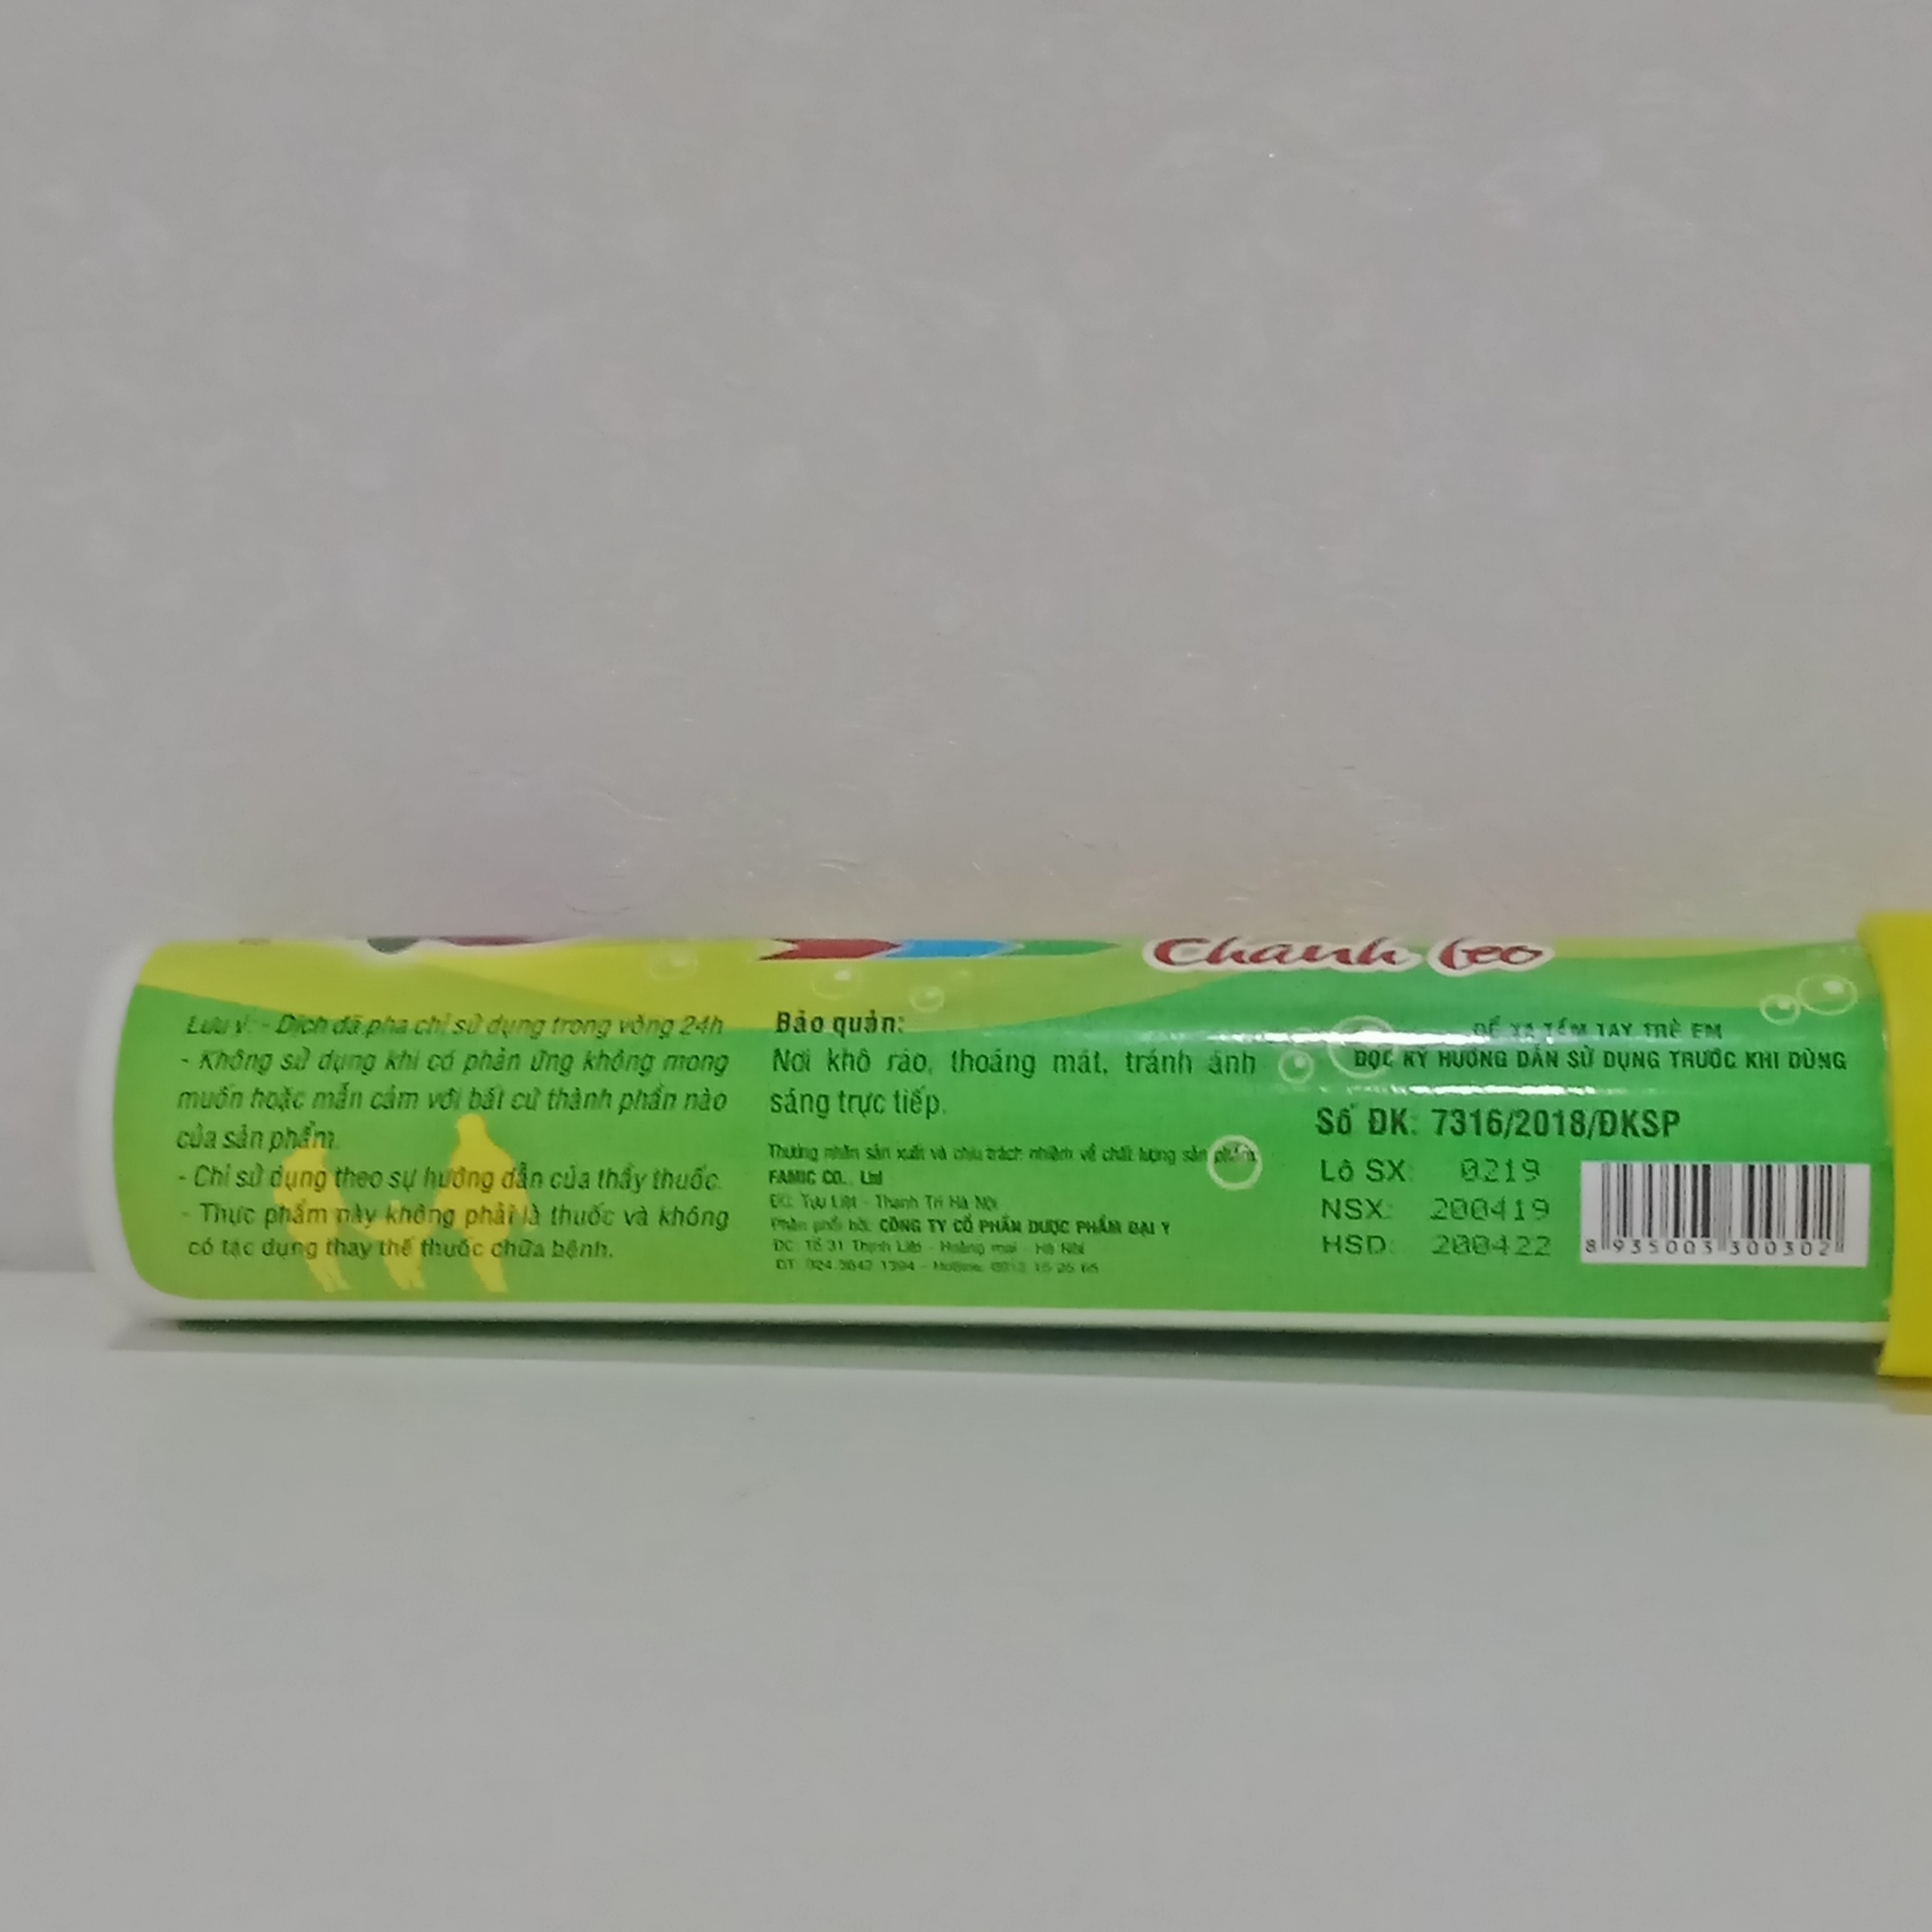 Chanh leo
Lưu ý: - Dịch đã pha chỉ sử dụng trong vòng 24h
- Không sử dụng khi có phản ứng không mong
muốn hoặc mẫn cảm với bất cứ thành phần nào
của sản phẩm.
- Chỉ sử dụng theo sự hướng dẫn của thầy thuốc.
- Thực phẩm này không phải là thuốc và không
có tác dụng thay thế thuốc chữa bệnh.
Bảo quản:
Nơi khô ráo, thoáng mát, tránh ánh
sáng trực tiếp.
Thương nhân sản xuất và chịu trách nhiệm về chất lượng sản phẩm:
FAMIC CO., Ltd
ĐC: Tựu Liệt - Thanh Trì Hà Nội
Phân phối bởi: CÔNG TY CỔ PHẦN DƯỢC PHẨM ĐẠI Y
ĐC: Tổ 31 Thịnh Liệt - Hoàng mai - Hà Nội
ĐT: 024.3642 1394 - Hotline:
ĐỂ XA TẦM TAY TRẺ EM
ĐỌC KỸ HƯỚNG DẪN SỬ DỤNG TRƯỚC KHI DÙNG
Số ĐK: 7316/2018/ĐKSP
Lô SX: 0219
NSX: 200419
HSD: 200422
8 935003 300302